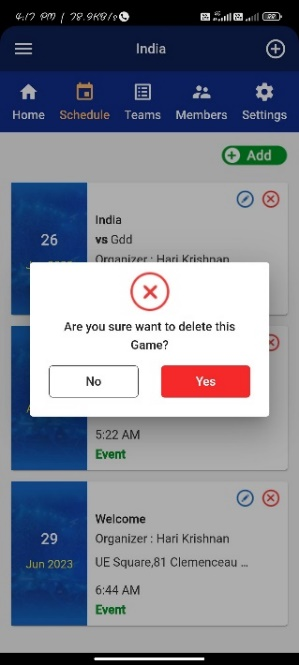 4:17 PM | 78.9KB/s
India
Home
Schedule
Teams
Members
Settings
Add
26
India
vs Gdd
Organizer : Hari Krishnan
Are you sure want to delete this
Game?
No
Yes
5:22 AM
Event
29
Jun 2023
Welcome
Organizer : Hari Krishnan
UE Square,81 Clemenceau ...
6:44 AM
Event